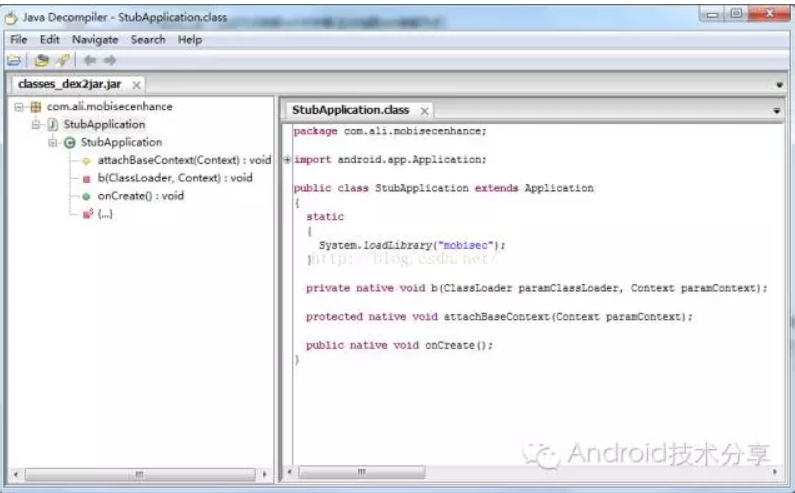 Java Decompiler - StubApplication.class
File Edit Navigate Search Help
classes_dex2jar.jar
com.ali.mobisecenhance
StubApplication
StubApplication
attachBaseContext(Context) : void
b(ClassLoader, Context) : void
onCreate() : void
{...}
StubApplication.class
package com.ali.mobisecenhance;
import android.app.Application;
public class StubApplication extends Application
{
static
{
System.loadLibrary("mobisec");
}
http://blog.csdn.net/
private native void b(ClassLoader paramClassLoader, Context paramContext);
protected native void attachBaseContext(Context paramContext);
public native void onCreate();
}
Android技术分享